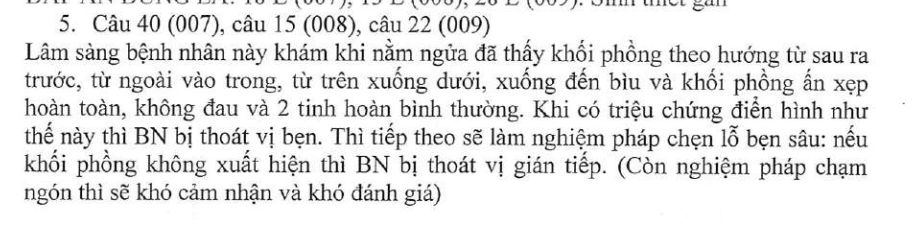 5. Câu 40 (007), câu 15 (008), câu 22 (009)
Lâm sàng bệnh nhân này khám khi nằm ngửa đã thấy khối phồng theo hướng từ sau ra
trước, từ ngoài vào trong, từ trên xuống dưới, xuống đến bìu và khối phồng ấn xẹp
hoàn toàn, không đau và 2 tinh hoàn bình thường. Khi có triệu chứng điển hình như
thế này thì BN bị thoát vị bẹn. Thì tiếp theo sẽ làm nghiệm pháp chẹn lỗ bẹn sâu: nếu
khối phồng không xuất hiện thì BN bị thoát vị gián tiếp. (Còn nghiệm pháp chạm
ngón thì sẽ khó cảm nhận và khó đánh giá)